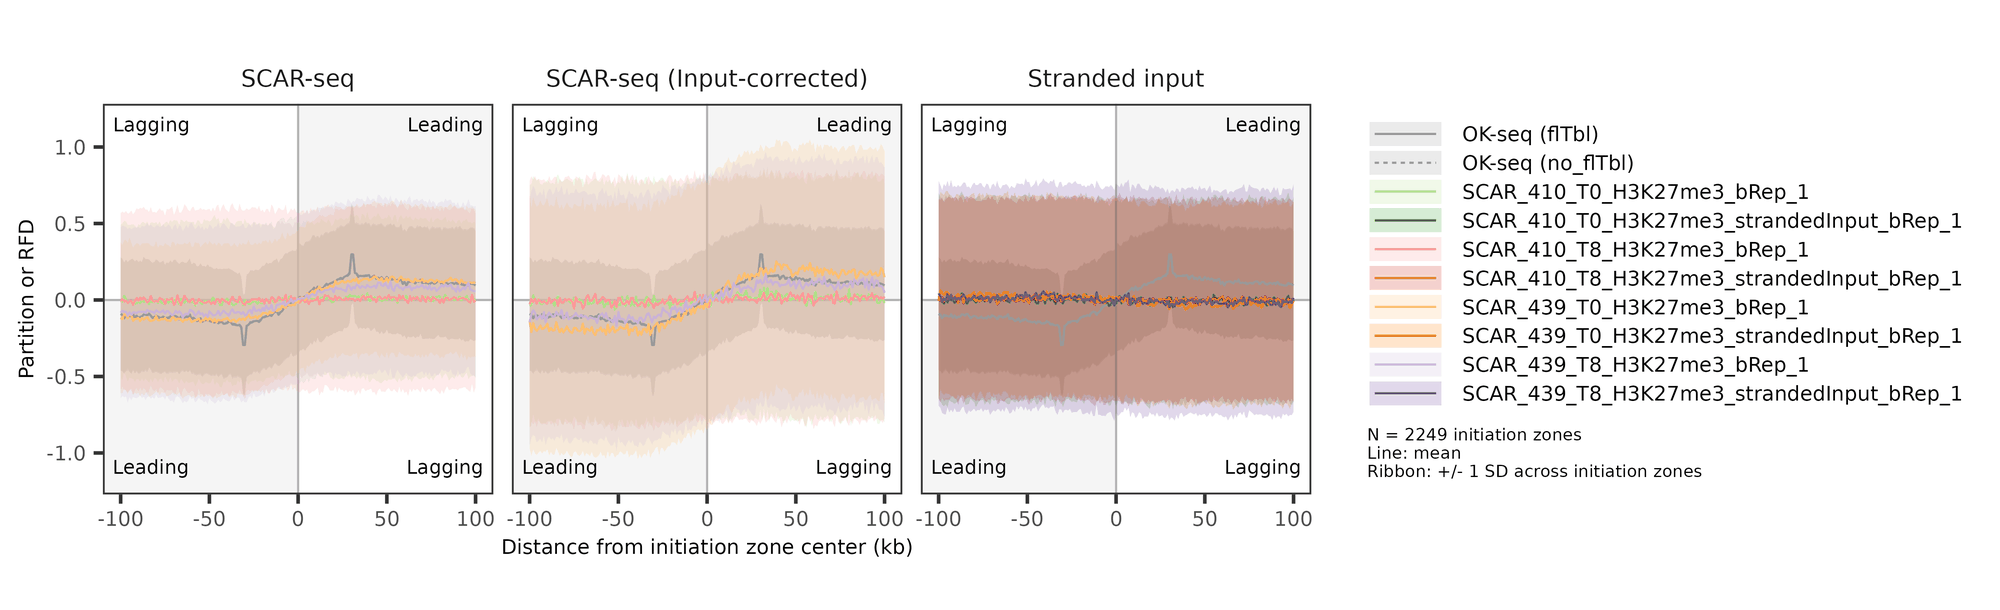 SCAR-seq
SCAR-seq (Input-corrected)
Stranded input
Partition or RFD
1.0
0.5
0.0
-0.5
-1.0
Lagging
Leading
Leading
Lagging
Lagging
Leading
Leading
Lagging
Lagging
Leading
Leading
Lagging
-100
-50
0
50
100
-100
-50
0
50
100
-100
-50
0
50
100
Distance from initiation zone center (kb)
OK-seq (flTbl)
OK-seq (no_flTbl)
SCAR_410_T0_H3K27me3_bRep_1
SCAR_410_T0_H3K27me3_strandedInput_bRep_1
SCAR_410_T8_H3K27me3_bRep_1
SCAR_410_T8_H3K27me3_strandedInput_bRep_1
SCAR_439_T0_H3K27me3_bRep_1
SCAR_439_T0_H3K27me3_strandedInput_bRep_1
SCAR_439_T8_H3K27me3_bRep_1
SCAR_439_T8_H3K27me3_strandedInput_bRep_1
N = 2249 initiation zones
Line: mean
Ribbon: +/- 1 SD across initiation zones